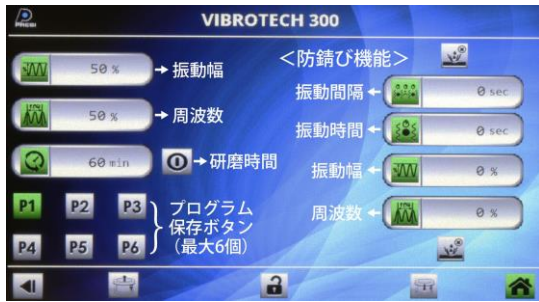 PRESI
VIBROTECH 300
50 %
→振動幅
50 %
→周波数
60 min
→研磨時間
P1
P2
P3
P4
P5
P6
プログラム
保存ボタン
(最大6個)
＜防錆び機能＞
振動間隔←
0 sec
振動時間←
0 sec
振動幅←
0 %
周波数←
0 %